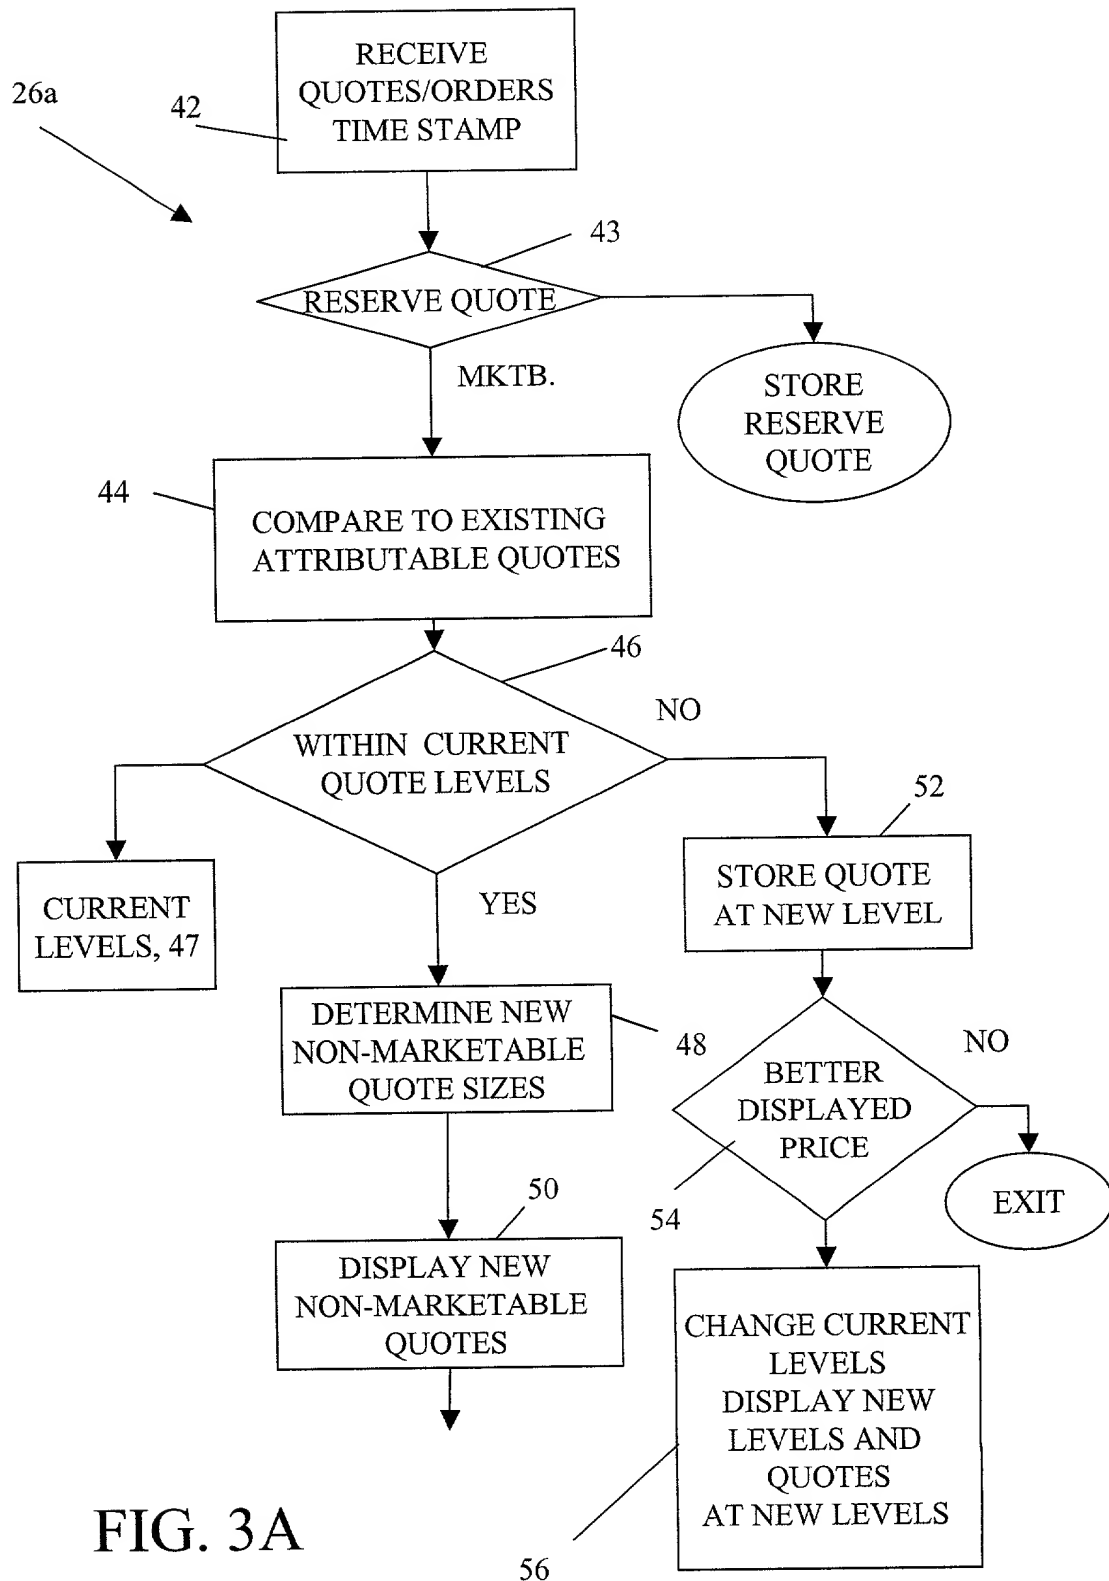 RECEIVE
QUOTES/ORDERS
TIME STAMP
26a
42
43
RESERVE QUOTE
MKTB.
STORE
RESERVE
QUOTE
44
COMPARE TO EXISTING
ATTRIBUTABLE QUOTES
46
NO
WITHIN CURRENT
QUOTE LEVELS
52
CURRENT
LEVELS, 47
YES
STORE QUOTE
AT NEW LEVEL
DETERMINE NEW
NON-MARKETABLE
QUOTE SIZES
48
NO
BETTER
DISPLAYED
PRICE
54
EXIT
50
DISPLAY NEW
NON-MARKETABLE
QUOTES
CHANGE CURRENT
LEVELS
DISPLAY NEW
LEVELS AND
QUOTES
AT NEW LEVELS
FIG. 3A
56